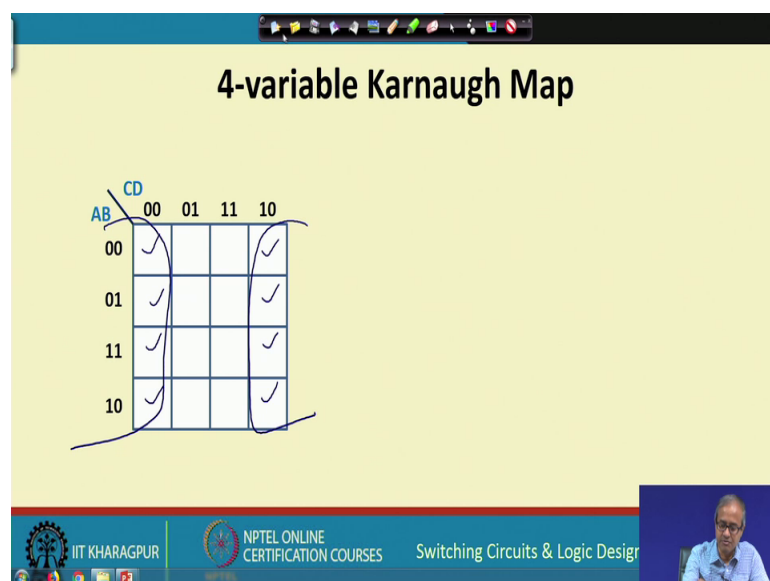 4-variable Karnaugh Map
CD
AB
00 01 11 10
00
01
11
10
IIT KHARAGPUR
NPTEL ONLINE
CERTIFICATION COURSES
Switching Circuits & Logic Design